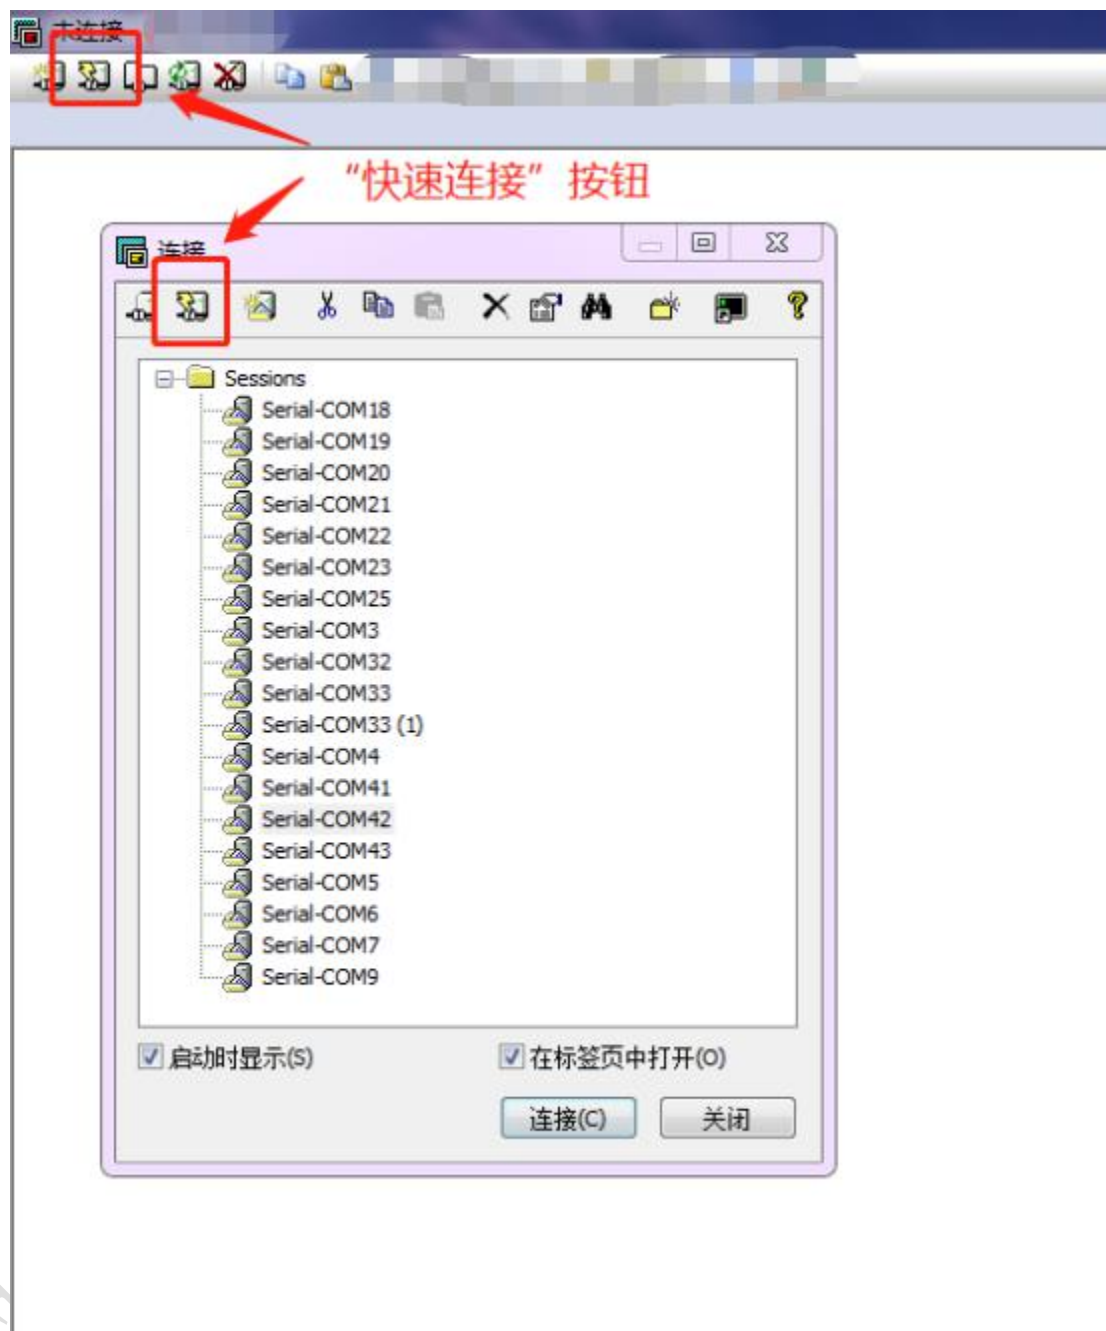 未连接
“快速连接” 按钮
连接
Sessions
Serial-COM18
Serial-COM19
Serial-COM20
Serial-COM21
Serial-COM22
Serial-COM23
Serial-COM25
Serial-COM3
Serial-COM32
Serial-COM33
Serial-COM33 (1)
Serial-COM4
Serial-COM41
Serial-COM42
Serial-COM43
Serial-COM5
Serial-COM6
Serial-COM7
Serial-COM9
启动时显示(S) 在标签页中打开(O)
连接(C) 关闭